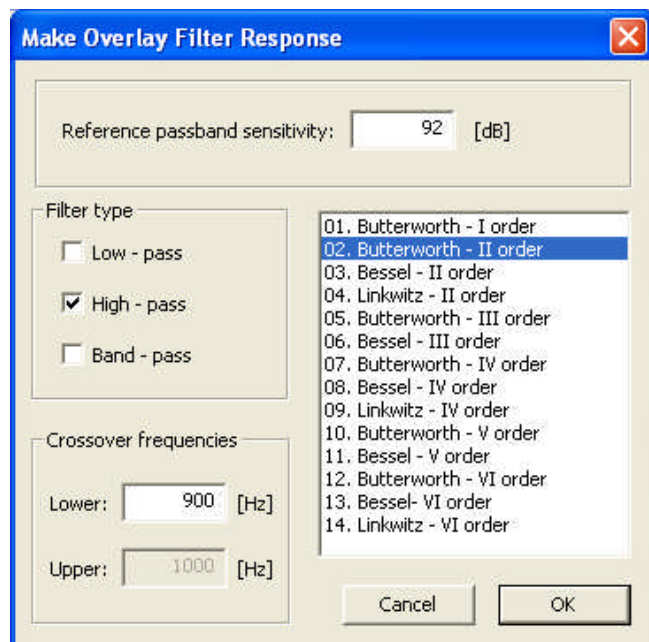 Make Overlay Filter Response
Reference passband sensitivity: 92 [dB]
Filter type
Low - pass
High - pass
Band - pass
01. Butterworth - I order
02. Butterworth - II order
03. Bessel - II order
04. Linkwitz - II order
05. Butterworth - III order
06. Bessel - III order
07. Butterworth - IV order
08. Bessel - IV order
09. Linkwitz - IV order
10. Butterworth - V order
11. Bessel - V order
12. Butterworth - VI order
13. Bessel- VI order
14. Linkwitz - VI order
Crossover frequencies
Lower: 900 [Hz]
Upper: 1000 [Hz]
Cancel OK